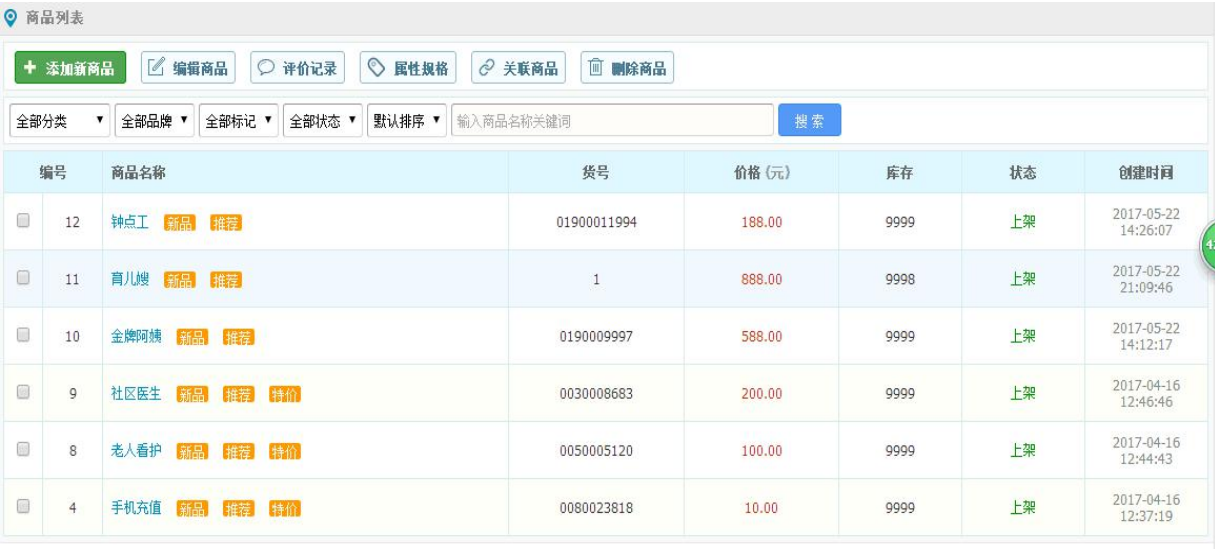 商品列表
添加新商品 编辑商品 评价记录 属性规格 关联商品 删除商品
全部分类 全部品牌 全部标记 全部状态 默认排序 输入商品名称关键词 搜 索
编号 商品名称 货号 价格 (元) 库存 状态 创建时间
12 钟点工 新品 推荐 01900011994 188.00 9999 上架 2017-05-22
14:26:07
11 育儿嫂 新品 推荐 1 888.00 9998 上架 2017-05-22
21:09:46
10 金牌阿姨 新品 推荐 0190009997 588.00 9999 上架 2017-05-22
14:12:17
9 社区医生 新品 推荐 特价 0030008683 200.00 9999 上架 2017-04-16
12:46:46
8 老人看护 新品 推荐 特价 0050005120 100.00 9999 上架 2017-04-16
12:44:43
4 手机充值 新品 推荐 特价 0080023818 10.00 9999 上架 2017-04-16
12:37:19